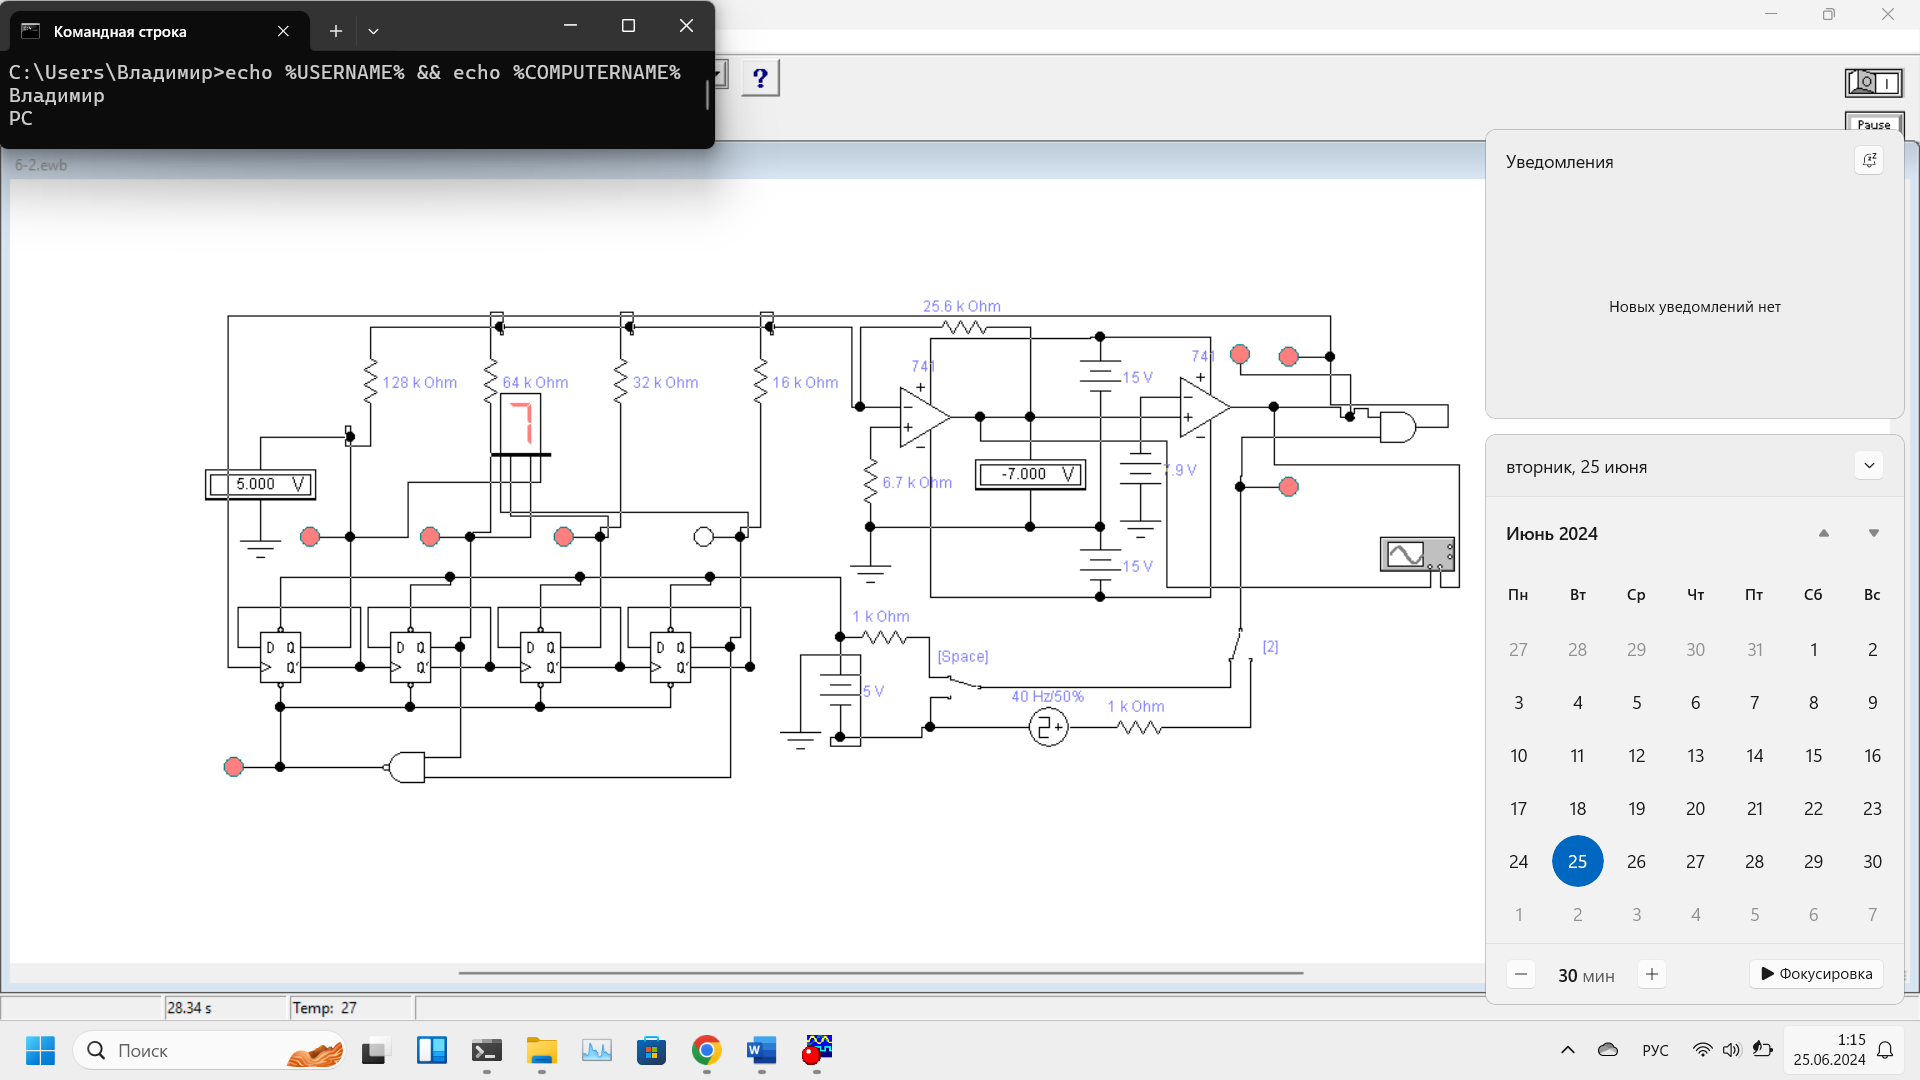 Командная строка
C:\Users\Владимир>echo %USERNAME% && echo %COMPUTERNAME%
Владимир
PC
?
Pause
6-2.ewb
Уведомления
Новых уведомлений нет
25.6 k Ohm
741
741
128 k Ohm
64 k Ohm
32 k Ohm
16 k Ohm
15 V
7
5.000 V
6.7 k Ohm
-7.000 V
7.9 V
15 V
1 k Ohm
[Space]
[2]
D Q
Q'
D Q
Q'
D Q
Q'
D Q
Q'
5 V
40 Hz/50%
1 k Ohm
вторник, 25 июня
Июнь 2024
Пн Вт Ср Чт Пт Сб Вс
27 28 29 30 31 1 2
3 4 5 6 7 8 9
10 11 12 13 14 15 16
17 18 19 20 21 22 23
24 25 26 27 28 29 30
1 2 3 4 5 6 7
30 мин
Фокусировка
28.34 s
Temp: 27
Поиск
РУС
1:15
25.06.2024